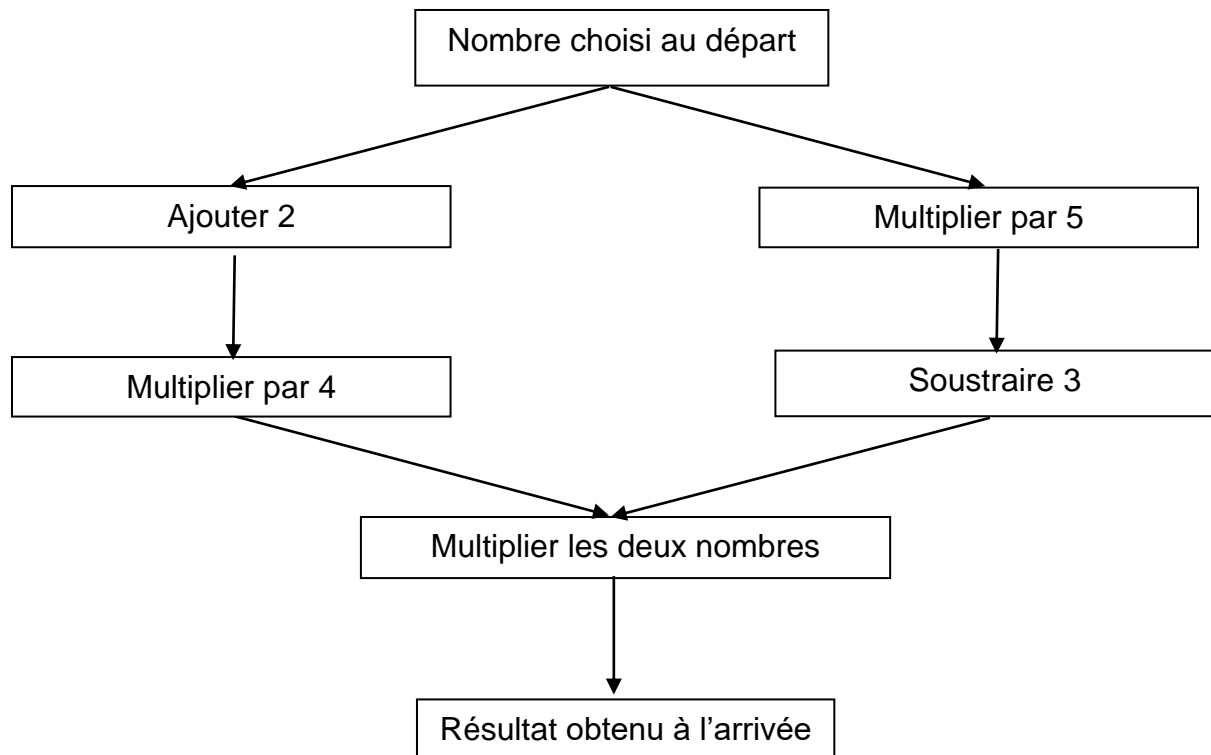 Nombre choisi au départ
Ajouter 2
Multiplier par 5
Multiplier par 4
Soustraire 3
Multiplier les deux nombres
Résultat obtenu à l’arrivée